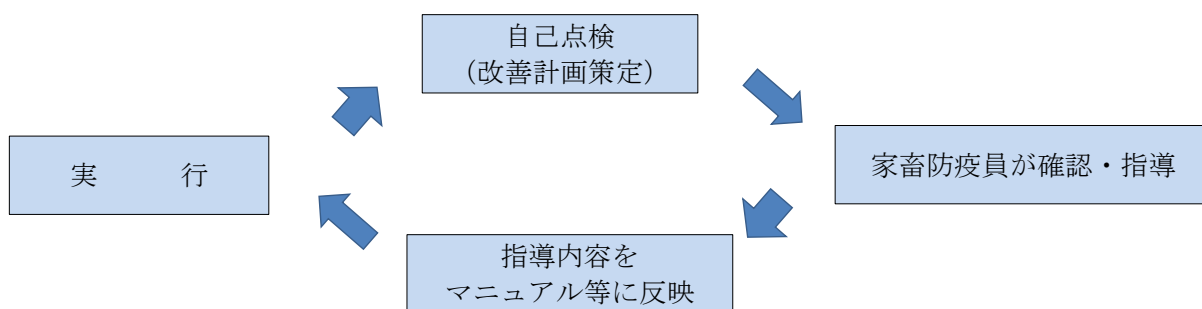 自己点検
(改善計画策定)
実　　　行
家畜防疫員が確認・指導
指導内容を
マニュアル等に反映